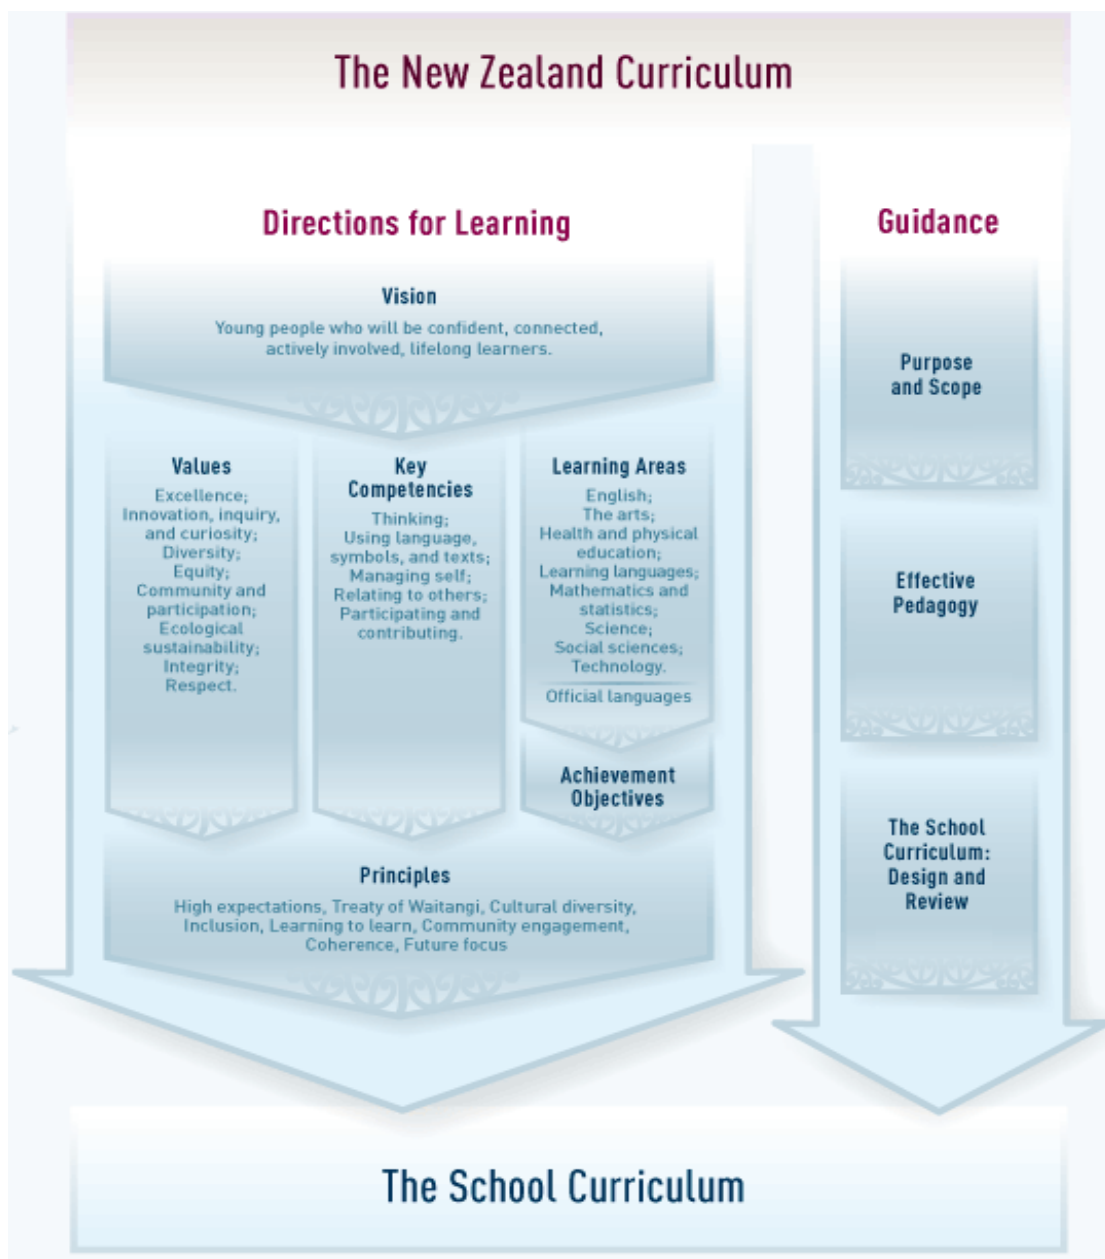 The New Zealand Curriculum
Directions for Learning
Vision
Young people who will be confident, connected,
actively involved, lifelong learners.
Values
Excellence;
Innovation, inquiry,
and curiosity;
Diversity;
Equity;
Community and
participation;
Ecological
sustainability;
Integrity;
Respect.
Key
Competencies
Thinking;
Using language,
symbols, and texts;
Managing self;
Relating to others;
Participating and
contributing.
Learning Areas
English;
The arts;
Health and physical
education;
Learning languages;
Mathematics and
statistics;
Science;
Social sciences;
Technology.
Official languages
Achievement
Objectives
Principles
High expectations, Treaty of Waitangi, Cultural diversity,
Inclusion, Learning to learn, Community engagement,
Coherence, Future focus
Guidance
Purpose
and Scope
Effective
Pedagogy
The School
Curriculum:
Design and
Review
The School Curriculum